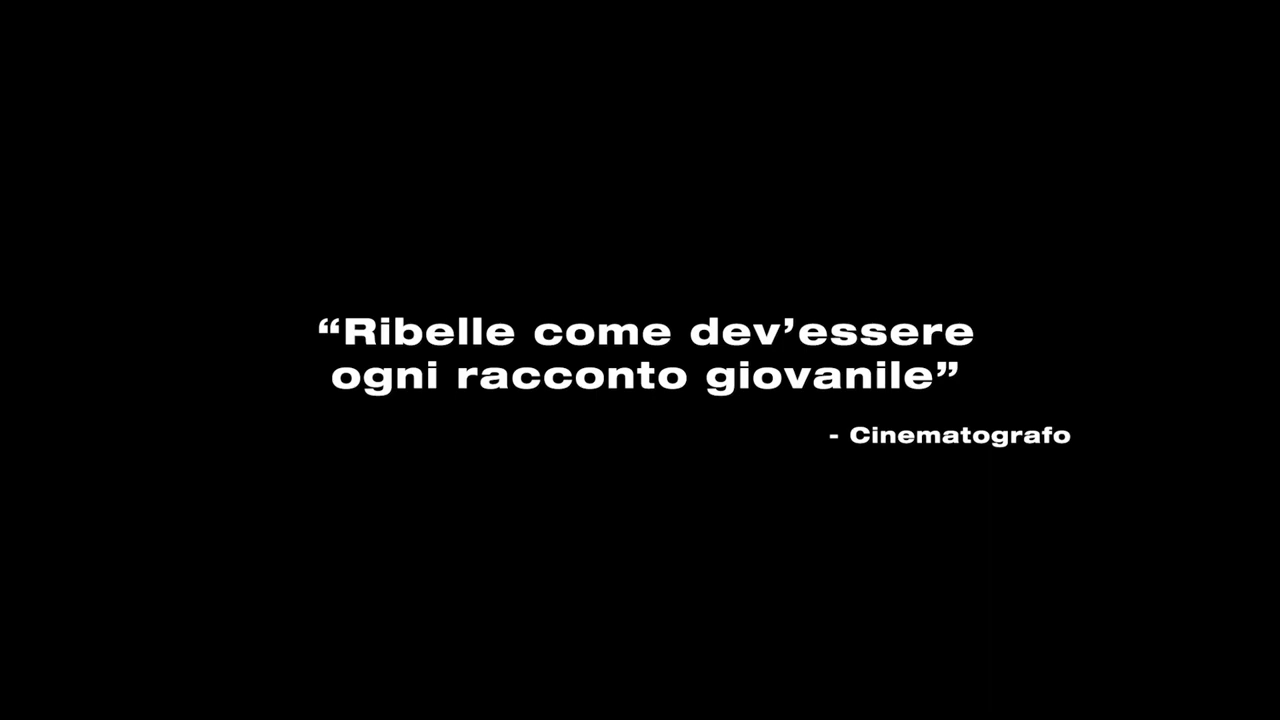 “Ribelle come dev’essere
ogni racconto giovanile”
- Cinematografo